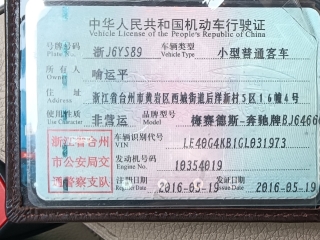 中华人民共和国机动车行驶证
Vehicle License of the People's Republic of China
号牌号码 Plate No. 浙J6Y589 车辆类型 Vehicle Type 小型普通客车
所有人 Owner 喻运平
住址 Address 浙江省台州市黄岩区西城街道后洋新村5区16幢4号
使用性质 Use Character 非营运 品牌型号 Model 梅赛德斯-奔驰牌BJ64666
浙江省台州 车辆识别代号 VIN LE40G4KB1GL031973
市公安局交 发动机号码 Engine No. 10354019
通警察支队 注册日期 2016-05-19 发证日期 2016-05-19